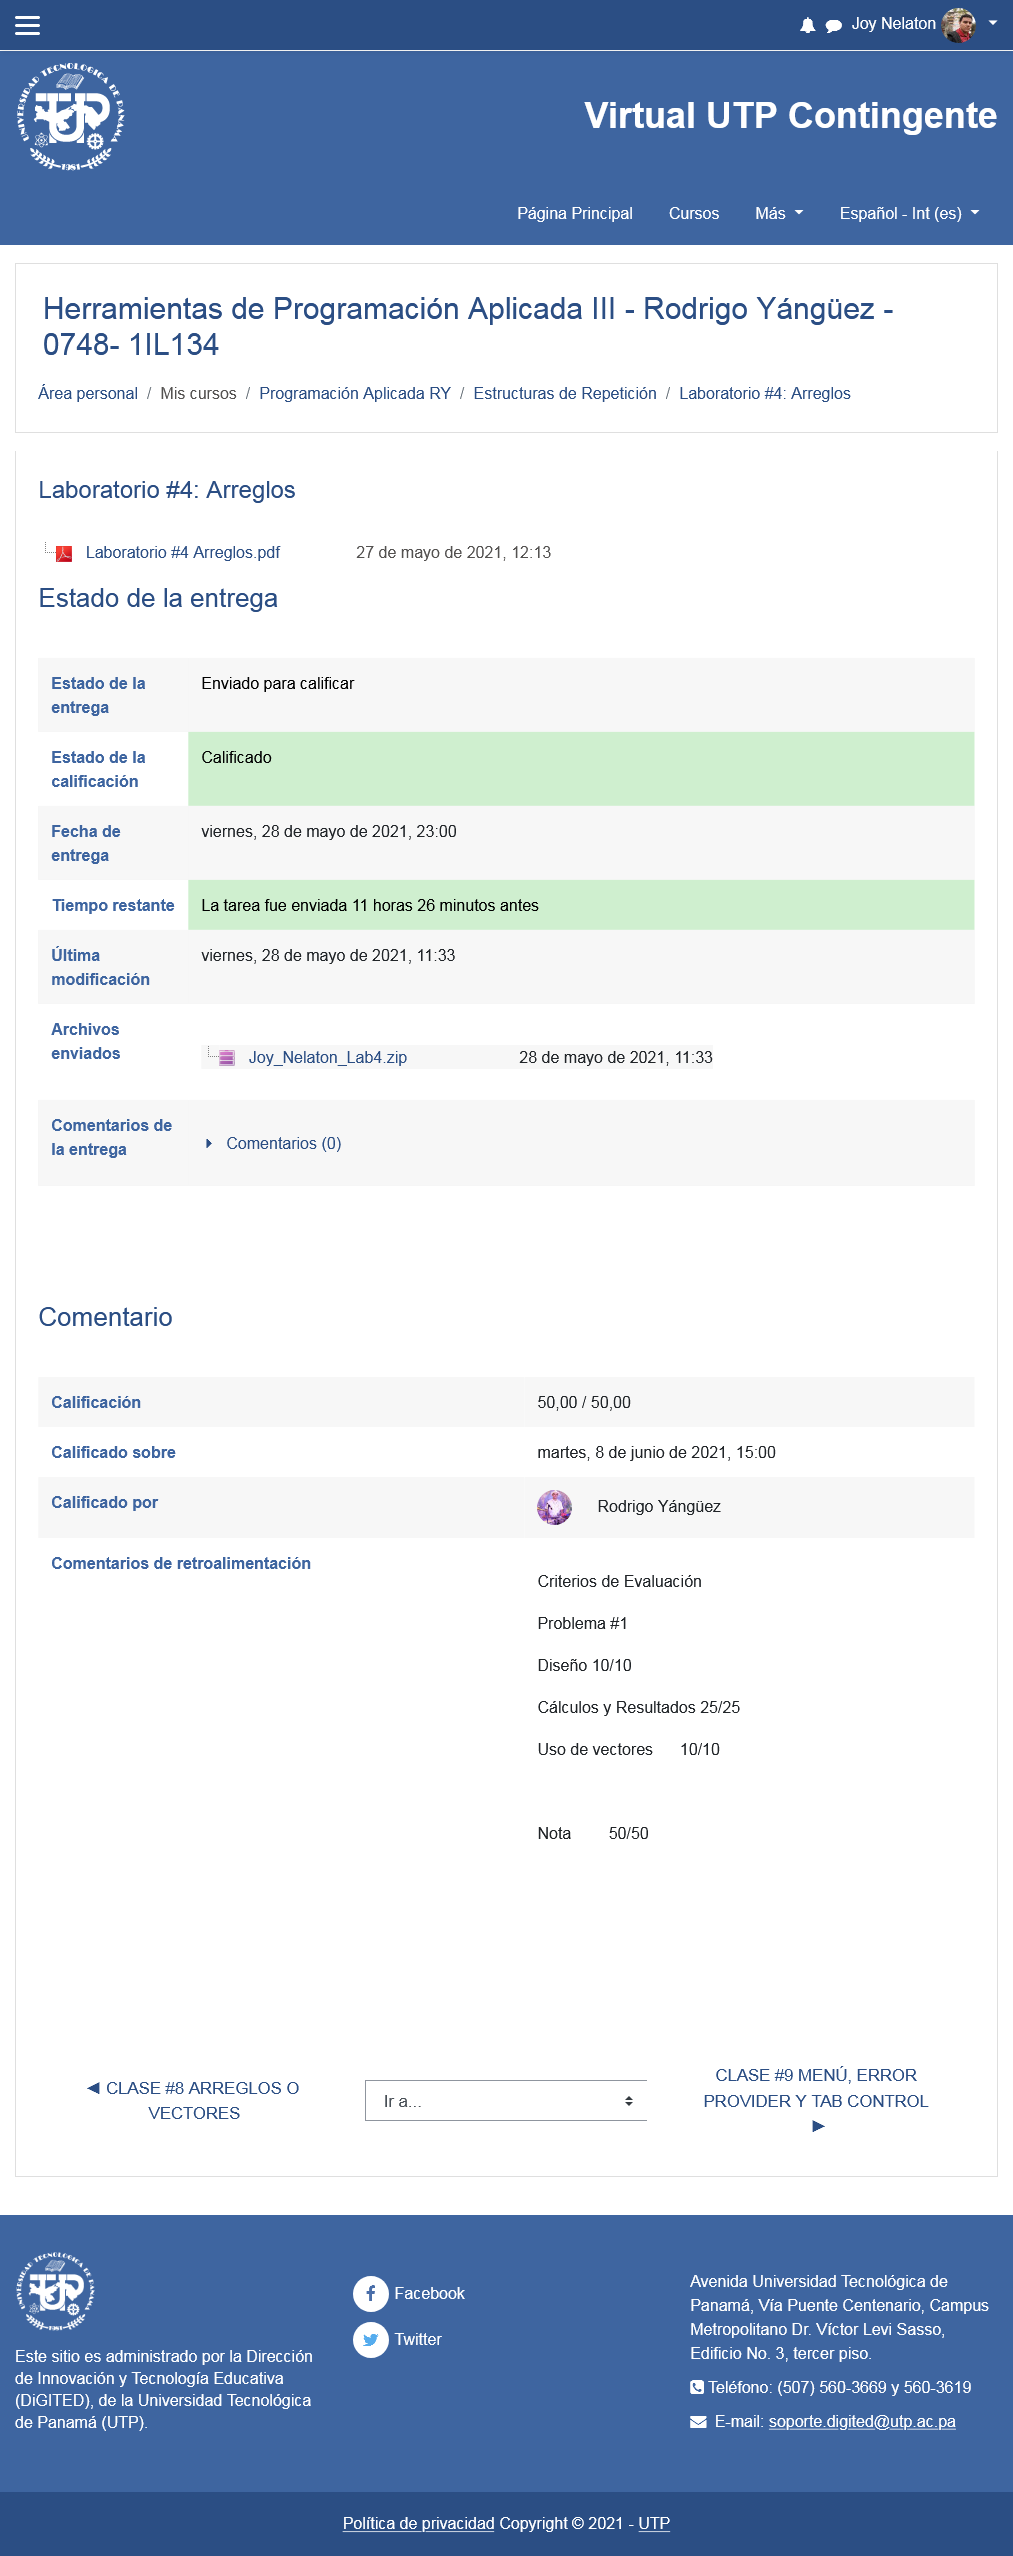 Joy Nelaton
UNIVERSIDAD TECNOLOGICA DE PANAMA
UTP
1981
Virtual UTP Contingente
Página Principal Cursos Más Español - Int (es)
Herramientas de Programación Aplicada III - Rodrigo Yángüez -
0748- 1IL134
Área personal / Mis cursos / Programación Aplicada RY / Estructuras de Repetición / Laboratorio #4: Arreglos
Laboratorio #4: Arreglos
Laboratorio #4 Arreglos.pdf 27 de mayo de 2021, 12:13
Estado de la entrega
Estado de la
entrega
Enviado para calificar
Estado de la
calificación
Calificado
Fecha de
entrega
viernes, 28 de mayo de 2021, 23:00
Tiempo restante La tarea fue enviada 11 horas 26 minutos antes
Última
modificación
viernes, 28 de mayo de 2021, 11:33
Archivos
enviados
Joy_Nelaton_Lab4.zip 28 de mayo de 2021, 11:33
Comentarios de
la entrega
Comentarios (0)
Comentario
Calificación 50,00 / 50,00
Calificado sobre martes, 8 de junio de 2021, 15:00
Calificado por Rodrigo Yángüez
Comentarios de retroalimentación
Criterios de Evaluación
Problema #1
Diseño 10/10
Cálculos y Resultados 25/25
Uso de vectores 10/10
Nota 50/50
◄ CLASE #8 ARREGLOS O
VECTORES
Ir a...
CLASE #9 MENÚ, ERROR
PROVIDER Y TAB CONTROL
►
UNIVERSIDAD TECNOLOGICA DE PANAMA
UTP
1981
Este sitio es administrado por la Dirección
de Innovación y Tecnología Educativa
(DiGITED), de la Universidad Tecnológica
de Panamá (UTP).
Facebook
Twitter
Avenida Universidad Tecnológica de
Panamá, Vía Puente Centenario, Campus
Metropolitano Dr. Víctor Levi Sasso,
Edificio No. 3, tercer piso.
Teléfono: (507) 560-3669 y 560-3619
E-mail: soporte.digited@utp.ac.pa
Política de privacidad Copyright © 2021 - UTP